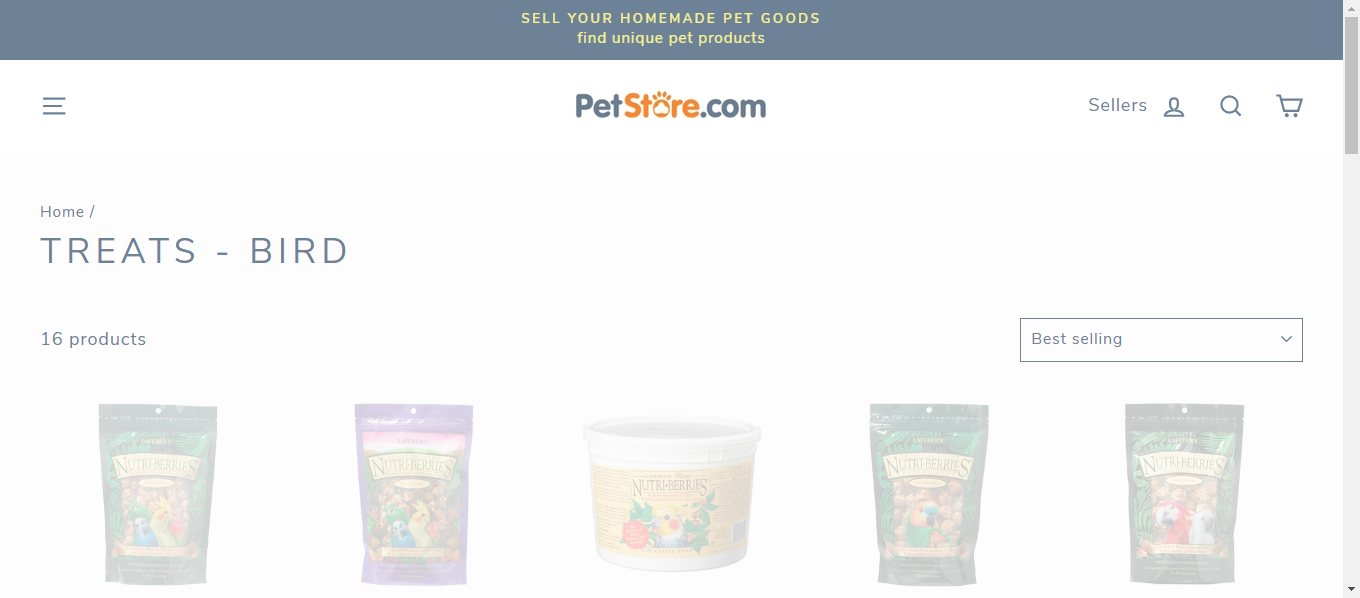 SELL YOUR HOMEMADE PET GOODS
find unique pet products
PetStore.com
Sellers
Home /
TREATS - BIRD
16 products
Best selling
LAFEBER'S
NUTRI-BERRIES
LAFEBER'S
NUTRI-BERRIES
NUTRI-BERRIES
LAFEBER'S
NUTRI-BERRIES
LAFEBER'S
NUTRI-BERRIES